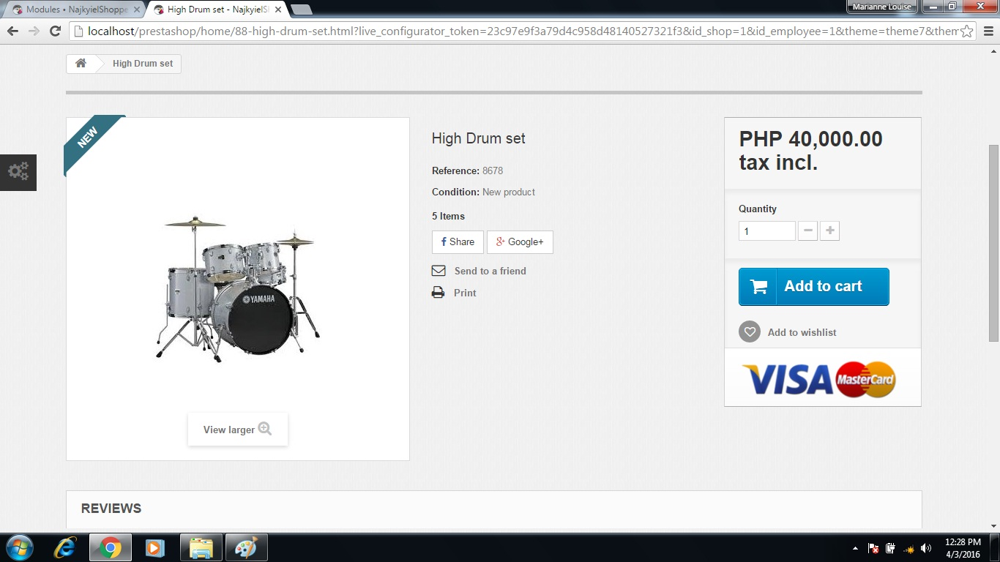 Modules • NajkyielShoppe
High Drum set - NajkyielS
Marianne Louise
localhost/prestashop/home/88-high-drum-set.html?live_configurator_token=23c97e9f3a79d4c958d48140527321f3&id_shop=1&id_employee=1&theme=theme7&them
High Drum set
NEW
YAMAHA
View larger
High Drum set
Reference: 8678
Condition: New product
5 Items
f Share
g+ Google+
Send to a friend
Print
PHP 40,000.00
tax incl.
Quantity
1
Add to cart
Add to wishlist
VISA MasterCard
REVIEWS
12:28 PM
4/3/2016